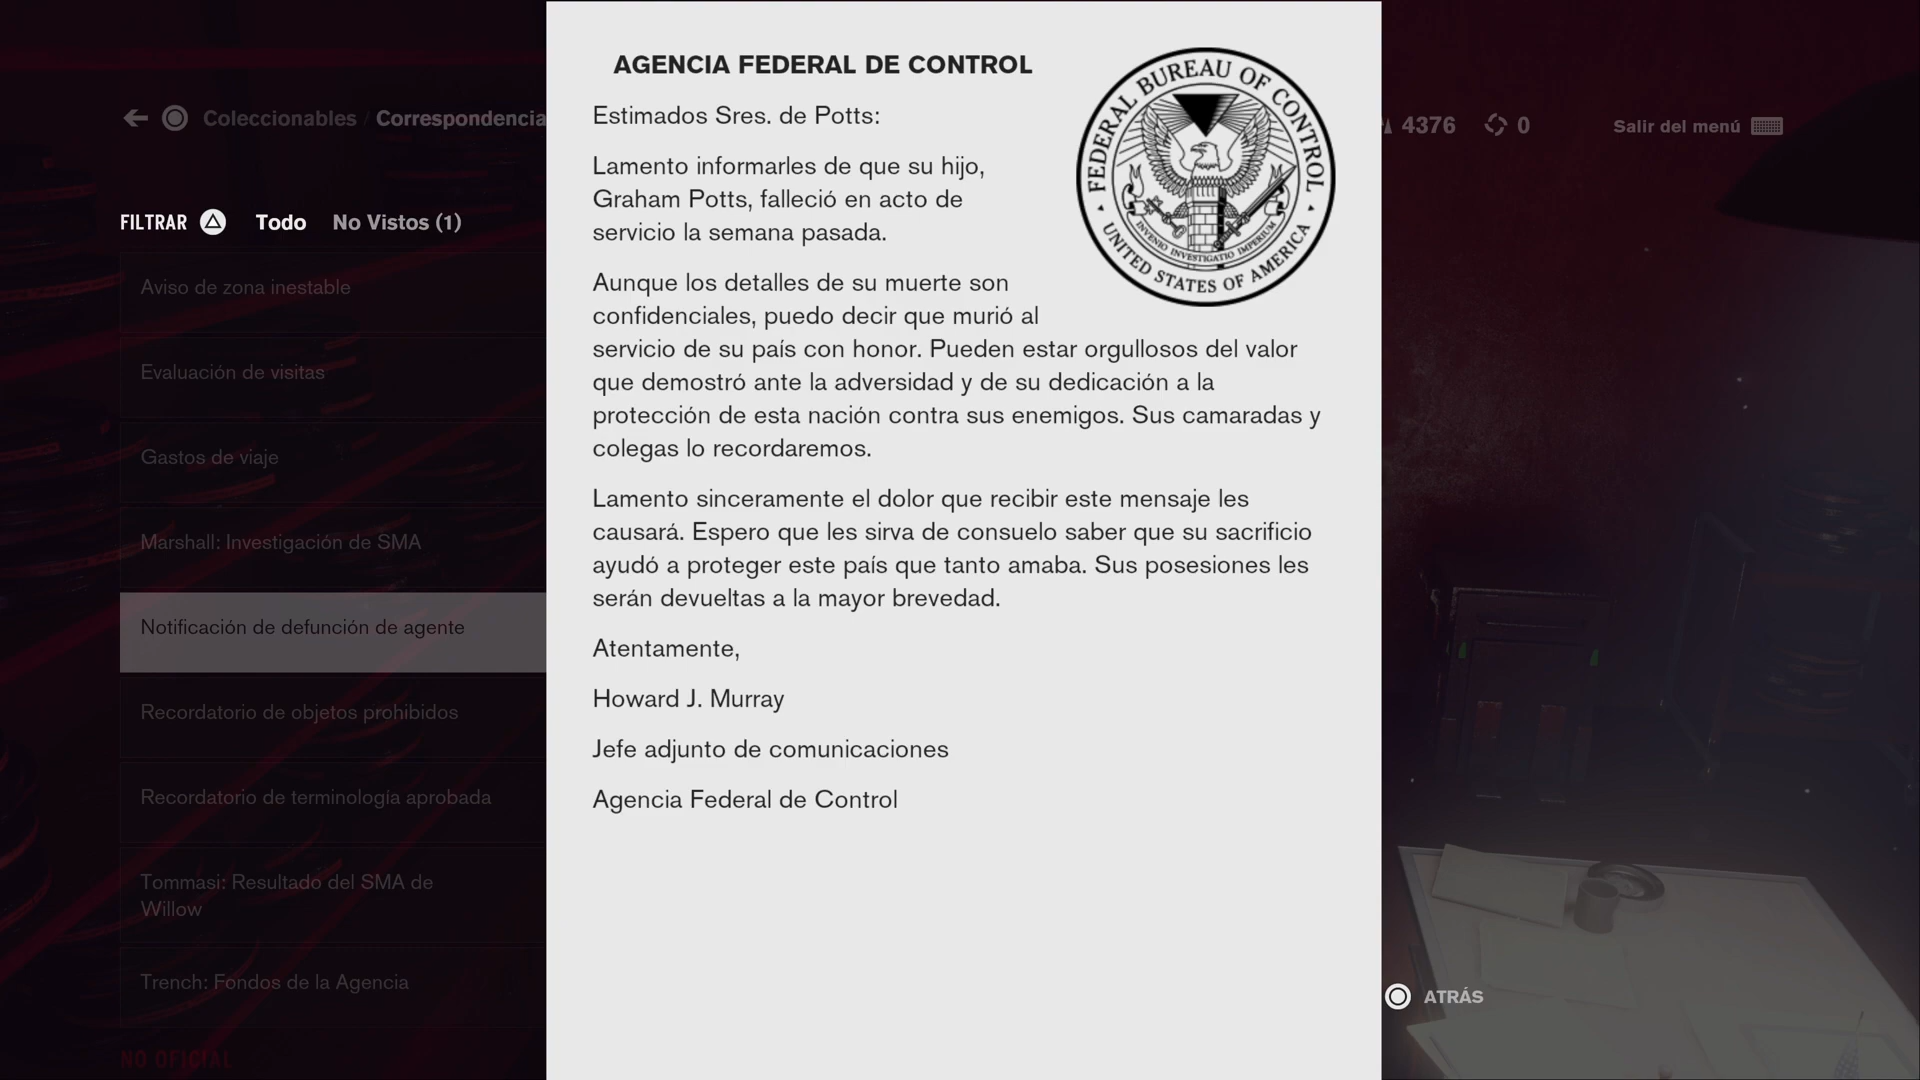 Coleccionables / Correspondencia
4376
0
Salir del menú
FILTRAR
Todo
No Vistos (1)
Aviso de zona inestable
Evaluación de visitas
Gastos de viaje
Marshall: Investigación de SMA
Notificación de defunción de agente
Recordatorio de objetos prohibidos
Recordatorio de terminología aprobada
Tommasi: Resultado del SMA de
Willow
Trench: Fondos de la Agencia
NO OFICIAL
AGENCIA FEDERAL DE CONTROL
FEDERAL BUREAU OF CONTROL
INVENIO INVESTIGATIO IMPERIUM
UNITED STATES OF AMERICA
Estimados Sres. de Potts:
Lamento informarles de que su hijo,
Graham Potts, falleció en acto de
servicio la semana pasada.
Aunque los detalles de su muerte son
confidenciales, puedo decir que murió al
servicio de su país con honor. Pueden estar orgullosos del valor
que demostró ante la adversidad y de su dedicación a la
protección de esta nación contra sus enemigos. Sus camaradas y
colegas lo recordaremos.
Lamento sinceramente el dolor que recibir este mensaje les
causará. Espero que les sirva de consuelo saber que su sacrificio
ayudó a proteger este país que tanto amaba. Sus posesiones les
serán devueltas a la mayor brevedad.
Atentamente,
Howard J. Murray
Jefe adjunto de comunicaciones
Agencia Federal de Control
ATRÁS